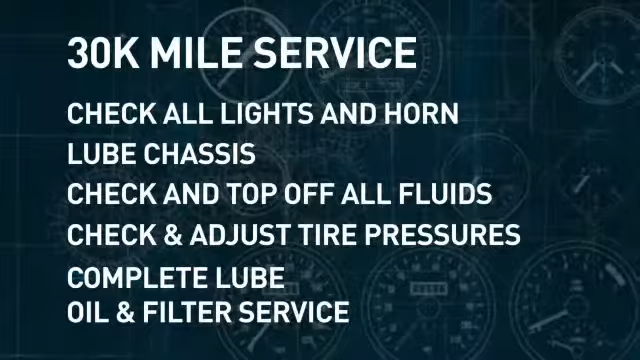 30K MILE SERVICE
CHECK ALL LIGHTS AND HORN
LUBE CHASSIS
CHECK AND TOP OFF ALL FLUIDS
CHECK & ADJUST TIRE PRESSURES
COMPLETE LUBE
OIL & FILTER SERVICE